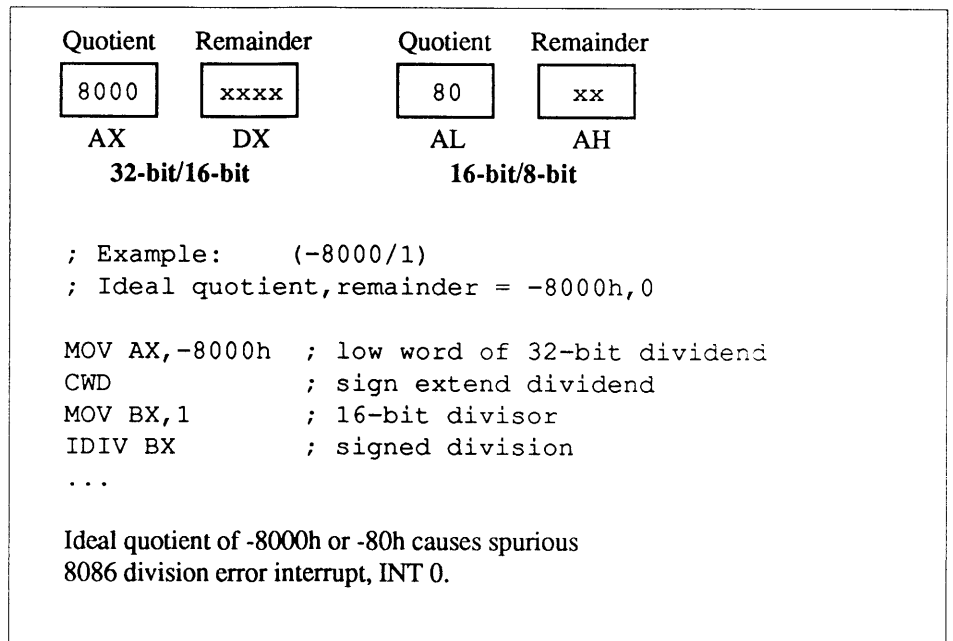 Quotient Remainder Quotient Remainder
8000 xxxx 80 xx
AX DX AL AH
32-bit/16-bit 16-bit/8-bit
; Example: (-8000/1)
; Ideal quotient,remainder = -8000h,0
MOV AX,-8000h ; low word of 32-bit dividend
CWD ; sign extend dividend
MOV BX,1 ; 16-bit divisor
IDIV BX ; signed division
...
Ideal quotient of -8000h or -80h causes spurious
8086 division error interrupt, INT 0.